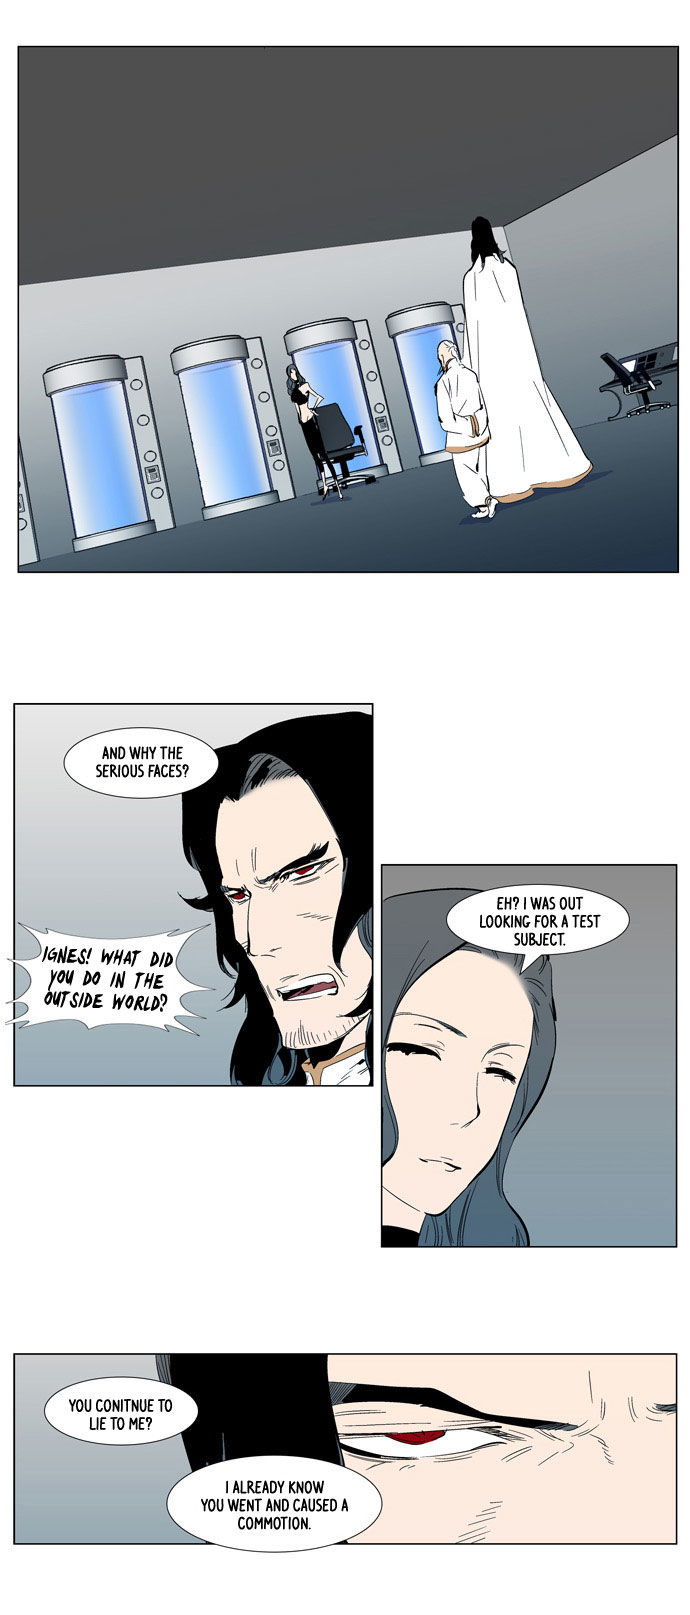 AND WHY THE
SERIOUS FACES?
IGNES! WHAT DID
YOU DO IN THE
OUTSIDE WORLD?
EH? I WAS OUT
LOOKING FOR A TEST
SUBJECT.
YOU CONITNUE TO
LIE TO ME?
I ALREADY KNOW
YOU WENT AND CAUSED A
COMMOTION.